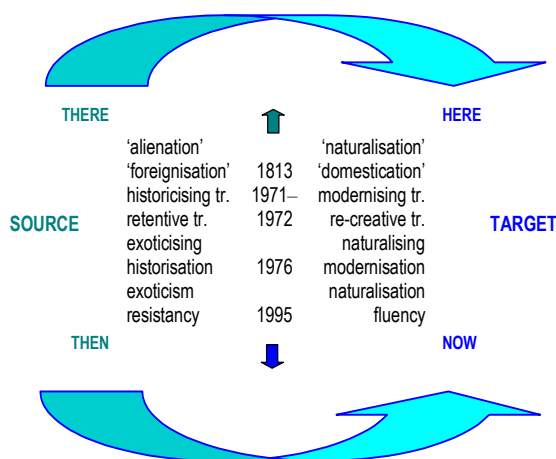 THERE HERE
‘alienation’ ‘naturalisation’
‘foreignisation’ 1813 ‘domestication’
historicising tr. 1971– modernising tr.
SOURCE retentive tr. 1972 re-creative tr. TARGET
exoticising naturalising
historisation 1976 modernisation
exoticism naturalisation
resistancy 1995 fluency
THEN NOW